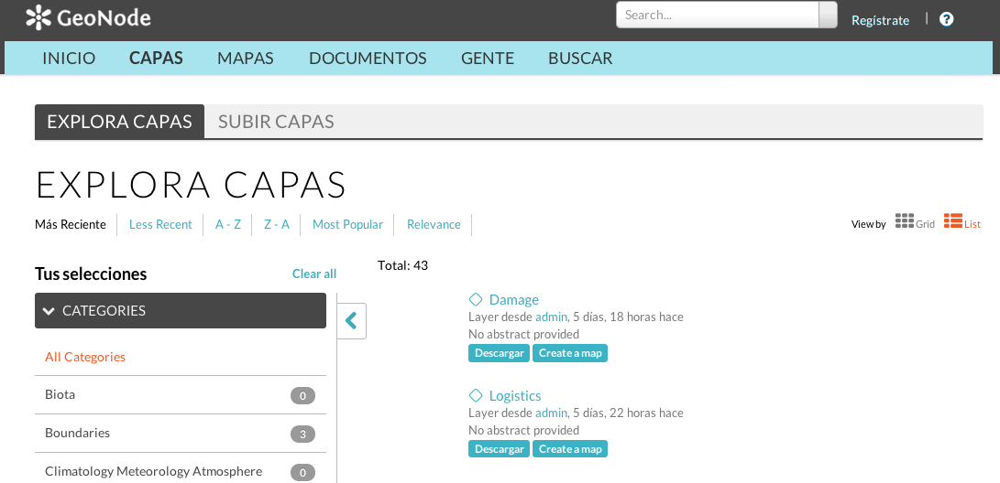 GeoNode
Search...
Regístrate | ?
INICIO CAPAS MAPAS DOCUMENTOS GENTE BUSCAR
EXPLORA CAPAS SUBIR CAPAS
EXPLORA CAPAS
Más Reciente Less Recent A - Z Z - A Most Popular Relevance View by Grid List
Tus selecciones Clear all
CATEGORIES
All Categories
Biota 0
Boundaries 3
Climatology Meteorology Atmosphere 0
Total: 43
Damage
Layer desde admin, 5 días, 18 horas hace
No abstract provided
Descargar Create a map
Logistics
Layer desde admin, 5 días, 22 horas hace
No abstract provided
Descargar Create a map